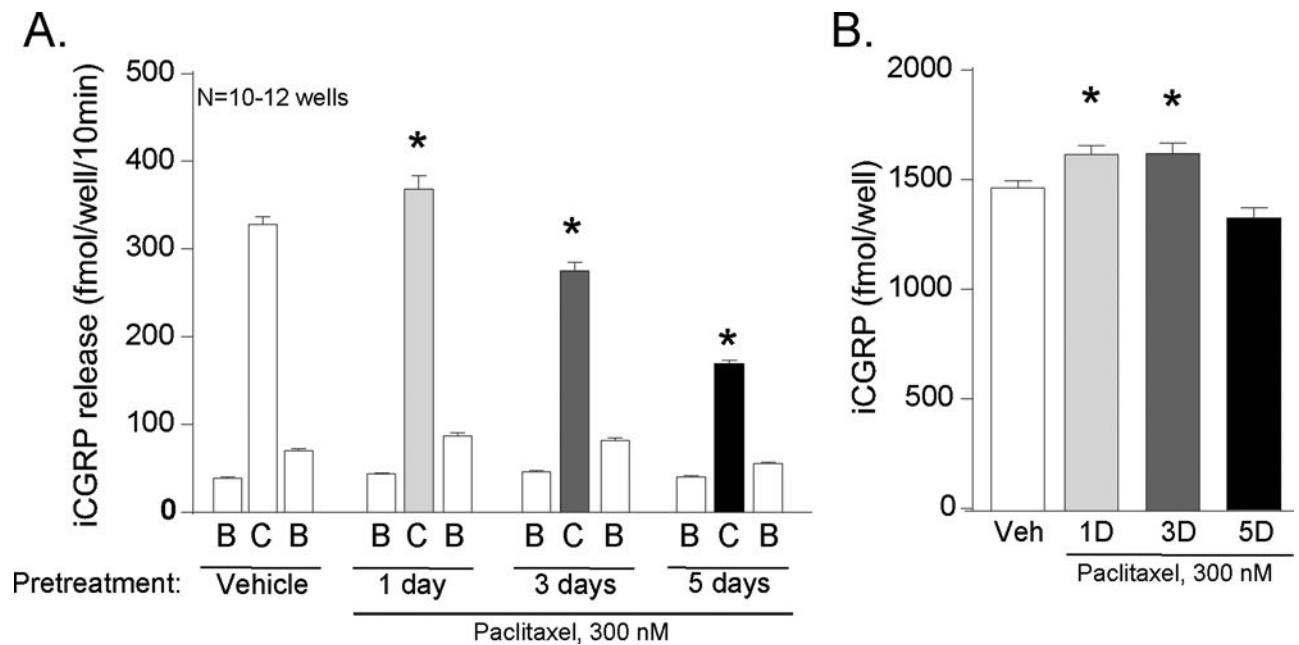 A.
iCGRP release (fmol/well/10min)
500
400
300
200
100
0
N=10-12 wells
*
*
*
B C B B C B B C B B C B
Pretreatment: Vehicle 1 day 3 days 5 days
Paclitaxel, 300 nM
B.
iCGRP (fmol/well)
2000
1500
1000
500
0
* *
Veh 1D 3D 5D
Paclitaxel, 300 nM